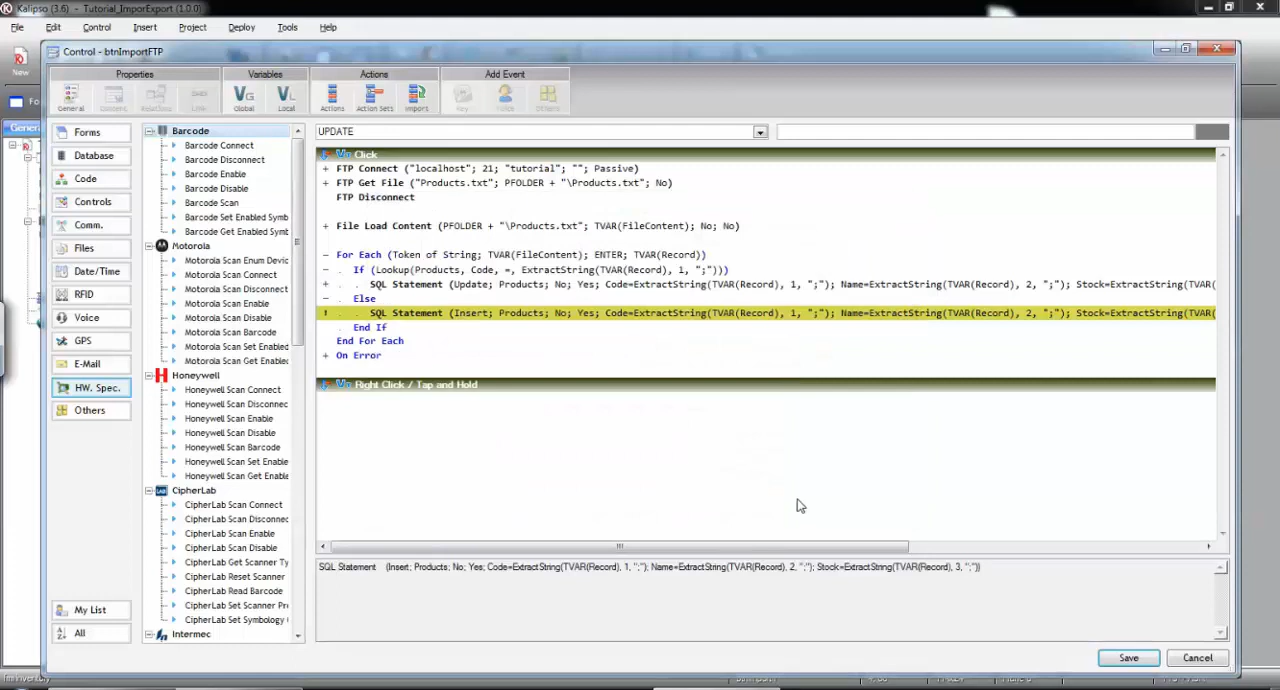 Kalipso (3.6) - Tutorial_ImporExport (1.0.0)
File Edit Control Insert Project Deploy Tools Help
New
Control - btnImportFTP
Properties Variables Actions Add Event
General Global Local Actions Action Sets Imports Key Click Others
Fo
Genera
Forms
Database
Code
Controls
Comm.
Files
Date/Time
RFID
Voice
GPS
E-Mail
HW. Spec.
Others
My List
All
Barcode
Barcode Connect
Barcode Disconnect
Barcode Enable
Barcode Disable
Barcode Scan
Barcode Set Enabled Symb
Barcode Get Enabled Symb
Motorola
Motorola Scan Enum Devic
Motorola Scan Connect
Motorola Scan Disconnect
Motorola Scan Enable
Motorola Scan Disable
Motorola Scan Barcode
Motorola Scan Set Enabled
Motorola Scan Get Enabled
Honeywell
Honeywell Scan Connect
Honeywell Scan Disconnec
Honeywell Scan Enable
Honeywell Scan Disable
Honeywell Scan Barcode
Honeywell Scan Set Enable
Honeywell Scan Get Enable
CipherLab
CipherLab Scan Connect
CipherLab Scan Disconnec
CipherLab Scan Enable
CipherLab Scan Disable
CipherLab Get Scanner Ty
CipherLab Reset Scanner
CipherLab Read Barcode
CipherLab Set Scanner Pr
CipherLab Set Symbology
Intermec
UPDATE
Click
FTP Connect ("localhost"; 21; "tutorial"; ""; Passive)
FTP Get File ("Products.txt"; PFOLDER + "\Products.txt"; No)
FTP Disconnect
File Load Content (PFOLDER + "\Products.txt"; TVAR(FileContent); No; No)
For Each (Token of String; TVAR(FileContent); ENTER; TVAR(Record))
If (Lookup(Products, Code, =, ExtractString(TVAR(Record), 1, ";")))
SQL Statement (Update; Products; No; Yes; Code=ExtractString(TVAR(Record), 1, ";"); Name=ExtractString(TVAR(Record), 2, ";"); Stock=ExtractString(TVAR(
Else
SQL Statement (Insert; Products; No; Yes; Code=ExtractString(TVAR(Record), 1, ";"); Name=ExtractString(TVAR(Record), 2, ";"); Stock=ExtractString(TVAR(
End If
End For Each
On Error
Right Click / Tap and Hold
SQL Statement (Insert; Products; No; Yes; Code=ExtractString(TVAR(Record), 1, ";"); Name=ExtractString(TVAR(Record), 2, ";"); Stock=ExtractString(TVAR(Record), 3, ";"))
Save Cancel